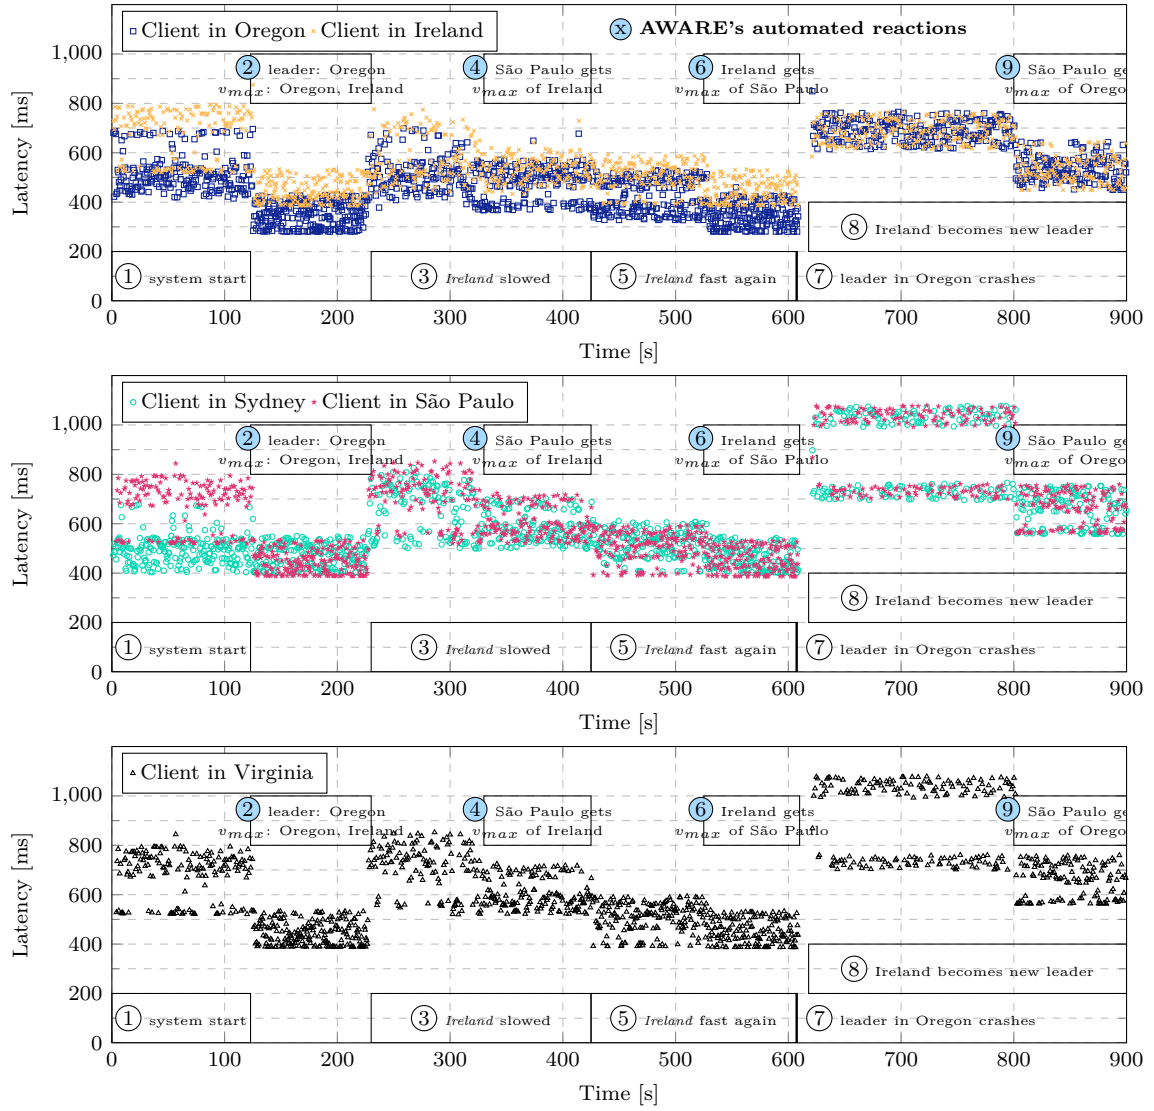 Client in Oregon Client in Ireland
x AWARE's automated reactions
1,000
800
600
400
200
0
Latency [ms]
2 leader: Oregon
vmax: Oregon, Ireland
4 São Paulo gets
vmax of Ireland
6 Ireland gets
vmax of São Paulo
9 São Paulo ge
vmax of Orego
8 Ireland becomes new leader
1 system start
3 Ireland slowed
5 Ireland fast again
7 leader in Oregon crashes
0 100 200 300 400 500 600 700 800 900
Time [s]
Client in Sydney Client in São Paulo
1,000
800
600
400
200
0
Latency [ms]
2 leader: Oregon
vmax: Oregon, Ireland
4 São Paulo gets
vmax of Ireland
6 Ireland gets
vmax of São Paulo
9 São Paulo ge
vmax of Orego
8 Ireland becomes new leader
1 system start
3 Ireland slowed
5 Ireland fast again
7 leader in Oregon crashes
0 100 200 300 400 500 600 700 800 900
Time [s]
Client in Virginia
1,000
800
600
400
200
0
Latency [ms]
2 leader: Oregon
vmax: Oregon, Ireland
4 São Paulo gets
vmax of Ireland
6 Ireland gets
vmax of São Paulo
9 São Paulo ge
vmax of Orego
8 Ireland becomes new leader
1 system start
3 Ireland slowed
5 Ireland fast again
7 leader in Oregon crashes
0 100 200 300 400 500 600 700 800 900
Time [s]